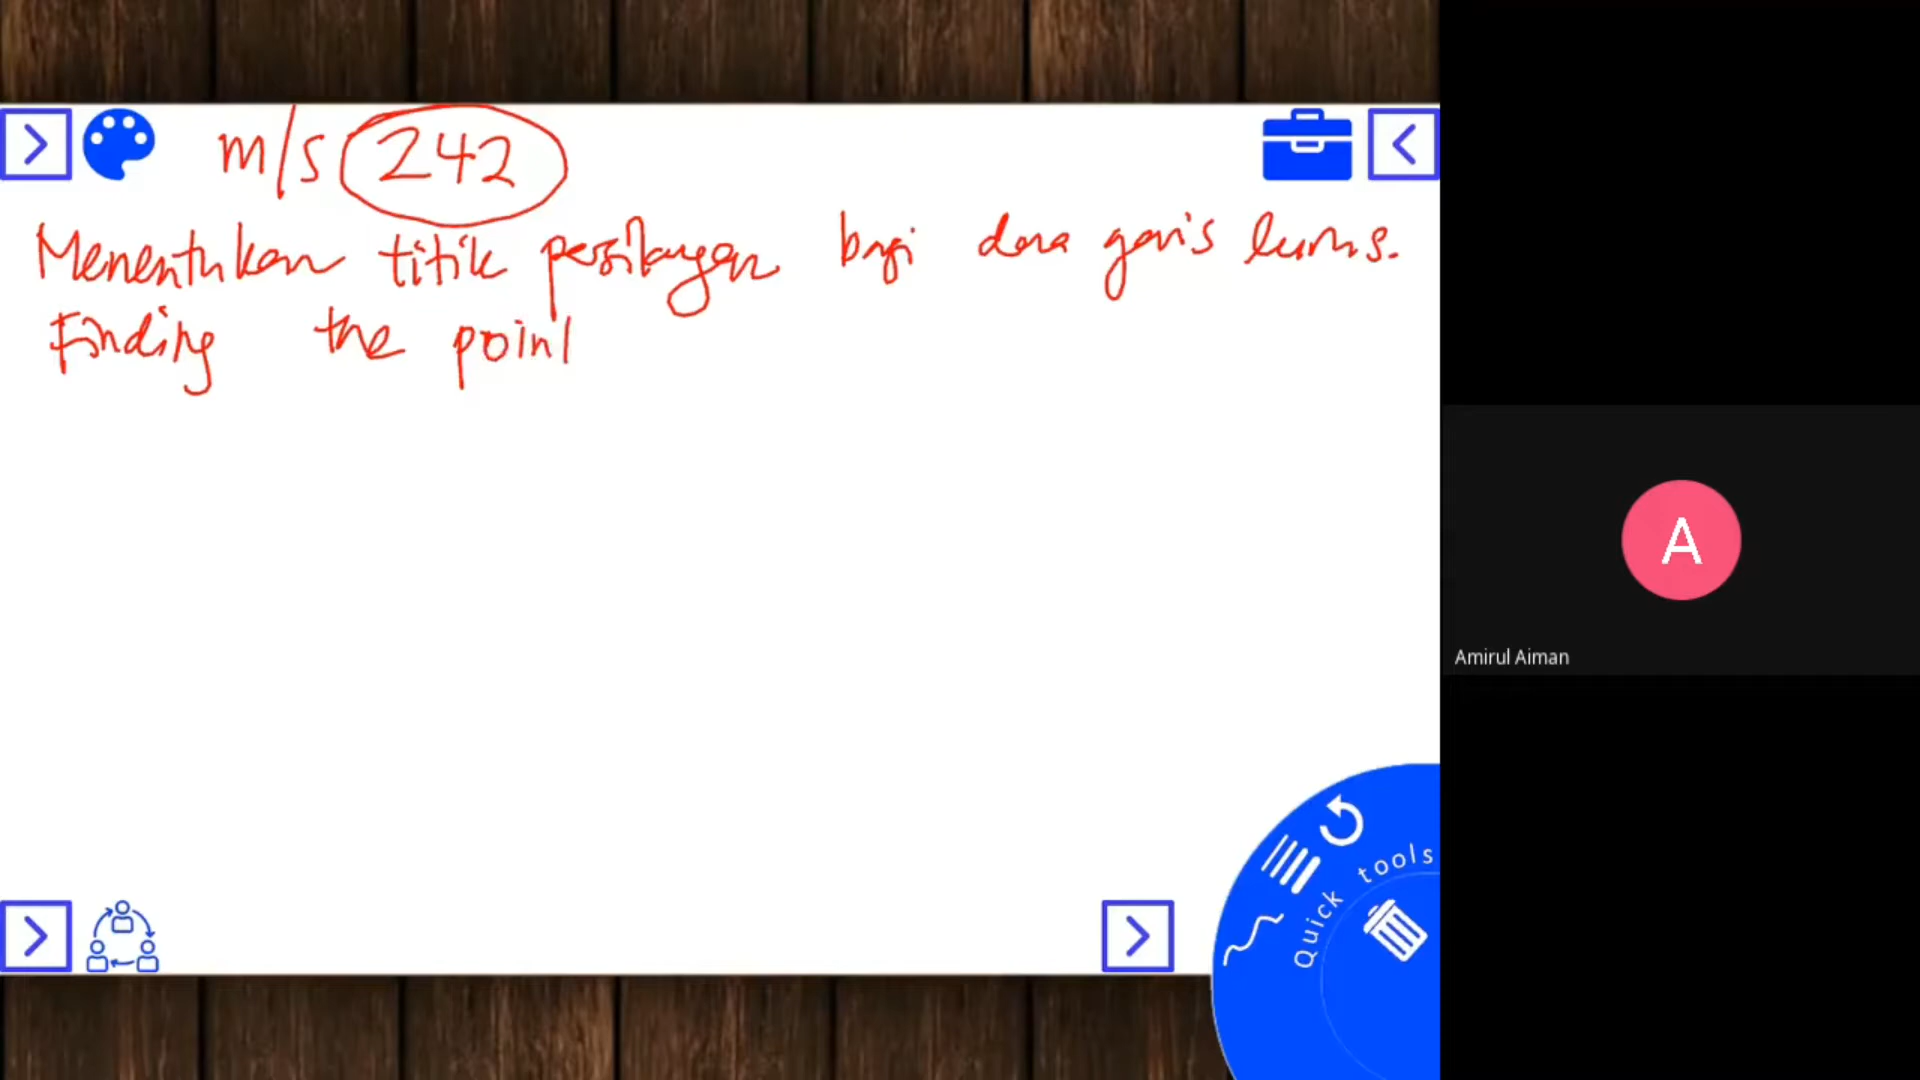 m/s 242
Menentukan titik persilangan bagi dua garis lurus.
Finding the point
Quick tools
A
Amirul Aiman